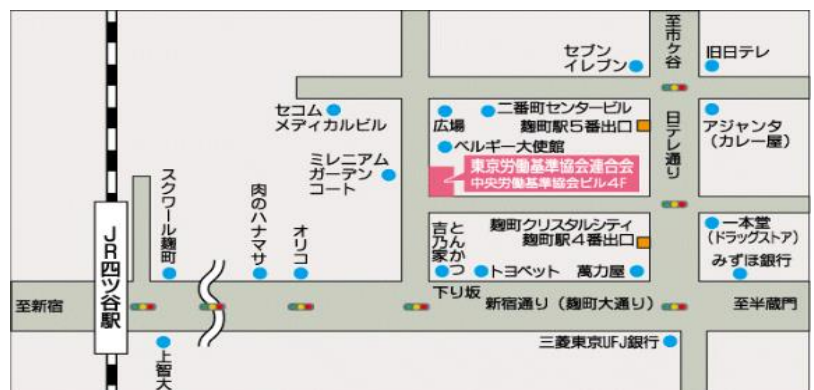 至市ケ谷
旧日テレ
セブン
イレブン
セコム
メディカルビル
広場
二番町センタービル
麹町駅5番出口
日テレ通り
アジャンタ
(カレー屋)
ベルギー大使館
ミレニアム
ガーデン
コート
東京労働基準協会連合会
中央労働基準協会ビル4F
スクワール麹町
肉のハナマサ
オリコ
とんかつ
吉乃家
麹町クリスタルシティ
麹町駅4番出口
一本堂
(ドラッグストア)
みずほ銀行
トヨペット
萬力屋
JR四ツ谷駅
下り坂
至新宿
新宿通り(麹町大通り)
至半蔵門
上智大
三菱東京UFJ銀行